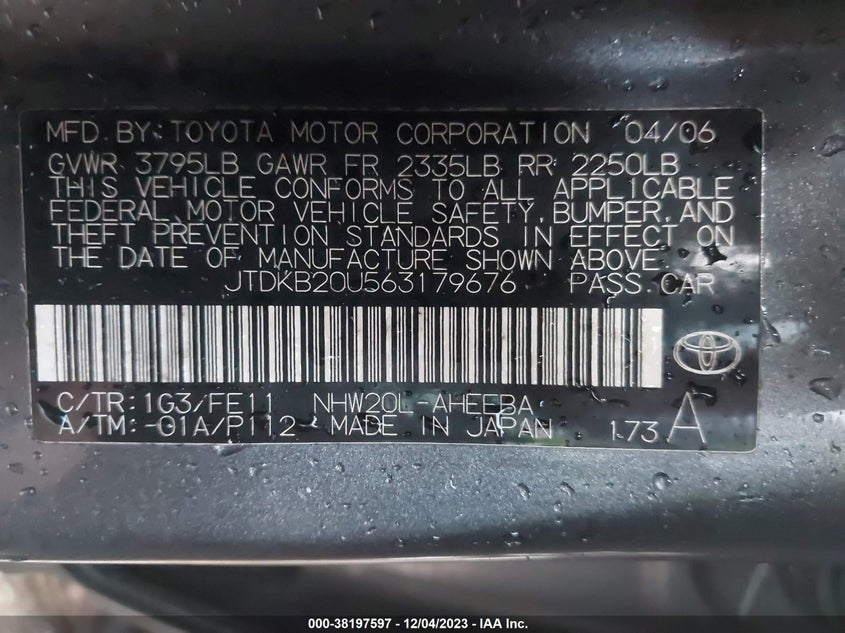 MFD. BY: TOYOTA MOTOR CORPORATION 04/06
GVWR 3795LB GAWR FR 2335LB RR 2250LB
THIS VEHICLE CONFORMS TO ALL APPLICABLE
FEDERAL MOTOR VEHICLE SAFETY, BUMPER, AND
THEFT PREVENTION STANDARDS IN EFFECT ON
THE DATE OF MANUFACTURE SHOWN ABOVE.
JTDKB20U563179676 PASS. CAR
C/TR: 1G3/FE11 NHW20L-AHEEBA
A/TM: -01A/P112 MADE IN JAPAN 173 A
000-38197597 - 12/04/2023 - IAA Inc.